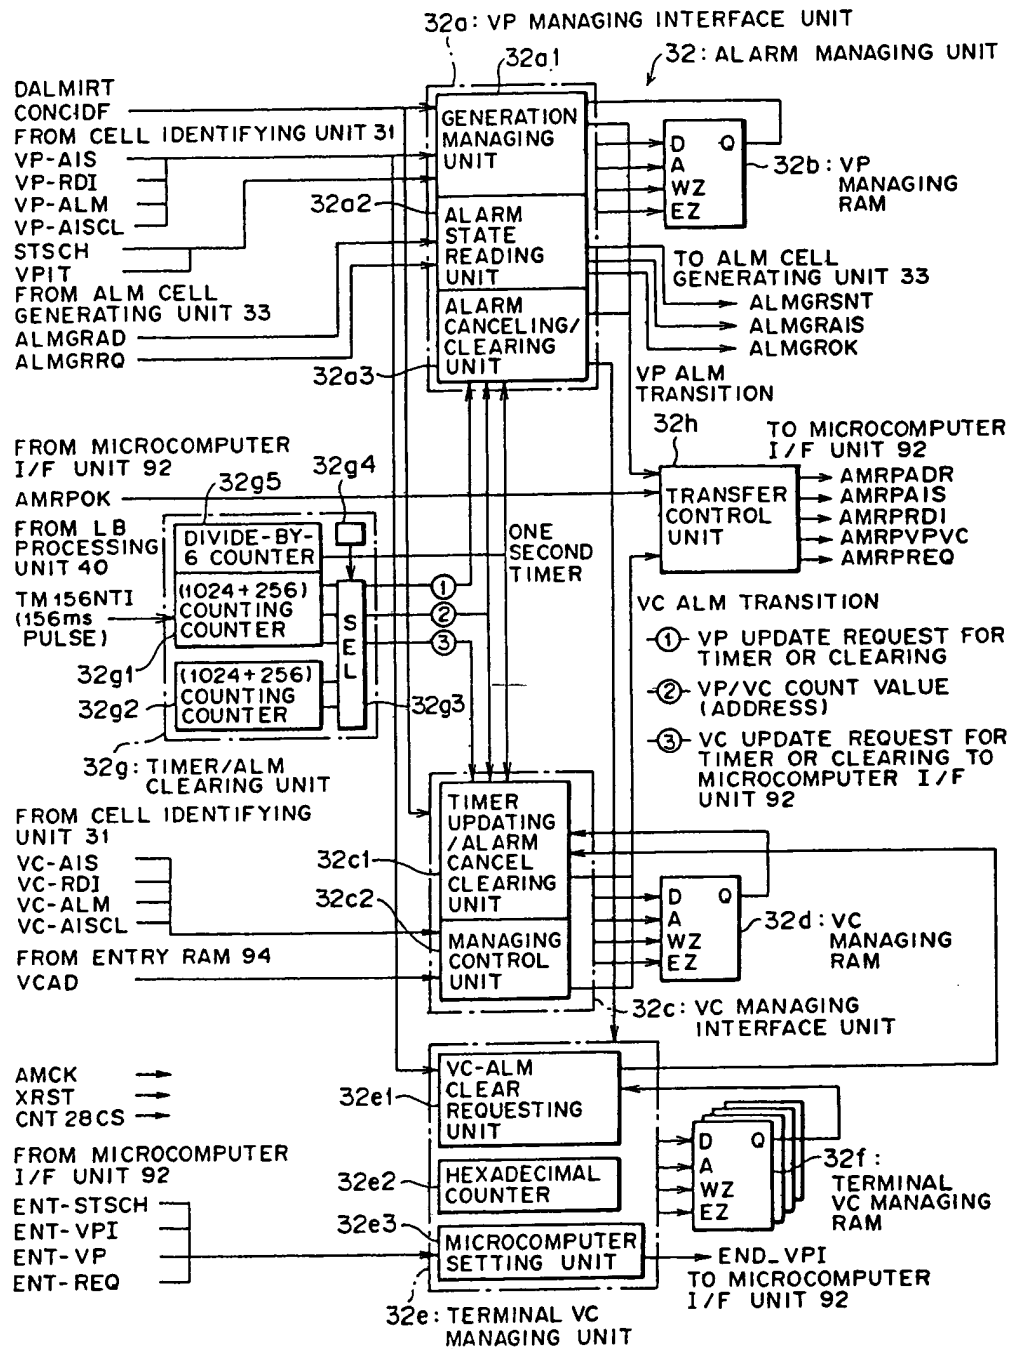 32a: VP MANAGING INTERFACE UNIT
32a1
32: ALARM MANAGING UNIT
DALMIRT
CONCIDF
FROM CELL IDENTIFYING UNIT 31
VP-AIS
VP-RDI
VP-ALM
VP-AISCL
STSCH
VPIT
FROM ALM CELL
GENERATING UNIT 33
ALMGRAD
ALMGRRQ
GENERATION
MANAGING
UNIT
32a2
ALARM
STATE
READING
UNIT
ALARM
CANCELING/
CLEARING
UNIT
32a3
D Q
A
WZ
EZ
32b: VP
MANAGING
RAM
TO ALM CELL
GENERATING UNIT 33
ALMGRSNT
ALMGRAIS
ALMGROK
VP ALM
TRANSITION
32h
TO MICROCOMPUTER
I/F UNIT 92
TRANSFER
CONTROL
UNIT
AMRPADR
AMRPAIS
AMRPRDI
AMRPVPVC
AMRPREQ
FROM MICROCOMPUTER
I/F UNIT 92
AMRPOK
32g4
32g5
FROM LB
PROCESSING
UNIT 40
TM156NTI
(156ms
PULSE)
DIVIDE-BY-
6 COUNTER
(1024+256)
COUNTING
COUNTER
32g1
(1024+256)
COUNTING
COUNTER
32g2
SEL
32g3
ONE
SECOND
TIMER
①
②
③
32g: TIMER/ALM
CLEARING UNIT
VC ALM TRANSITION
① VP UPDATE REQUEST FOR
TIMER OR CLEARING
② VP/VC COUNT VALUE
(ADDRESS)
③ VC UPDATE REQUEST FOR
TIMER OR CLEARING TO
MICROCOMPUTER I/F
UNIT 92
FROM CELL IDENTIFYING
UNIT 31
VC-AIS
VC-RDI
VC-ALM
VC-AISCL
FROM ENTRY RAM 94
VCAD
TIMER
UPDATING
/ALARM
CANCEL
CLEARING
UNIT
32c1
32c2
MANAGING
CONTROL
UNIT
D Q
A
WZ
EZ
32d: VC
MANAGING
RAM
32c: VC MANAGING
INTERFACE UNIT
AMCK
XRST
CNT28CS
FROM MICROCOMPUTER
I/F UNIT 92
ENT-STSCH
ENT-VPI
ENT-VP
ENT-REQ
VC-ALM
CLEAR
REQUESTING
UNIT
32e1
32e2
HEXADECIMAL
COUNTER
32e3
MICROCOMPUTER
SETTING UNIT
D Q
A
WZ
EZ
32f:
TERMINAL
VC MANAGING
RAM
END_VPI
TO MICROCOMPUTER
I/F UNIT 92
32e: TERMINAL VC
MANAGING UNIT